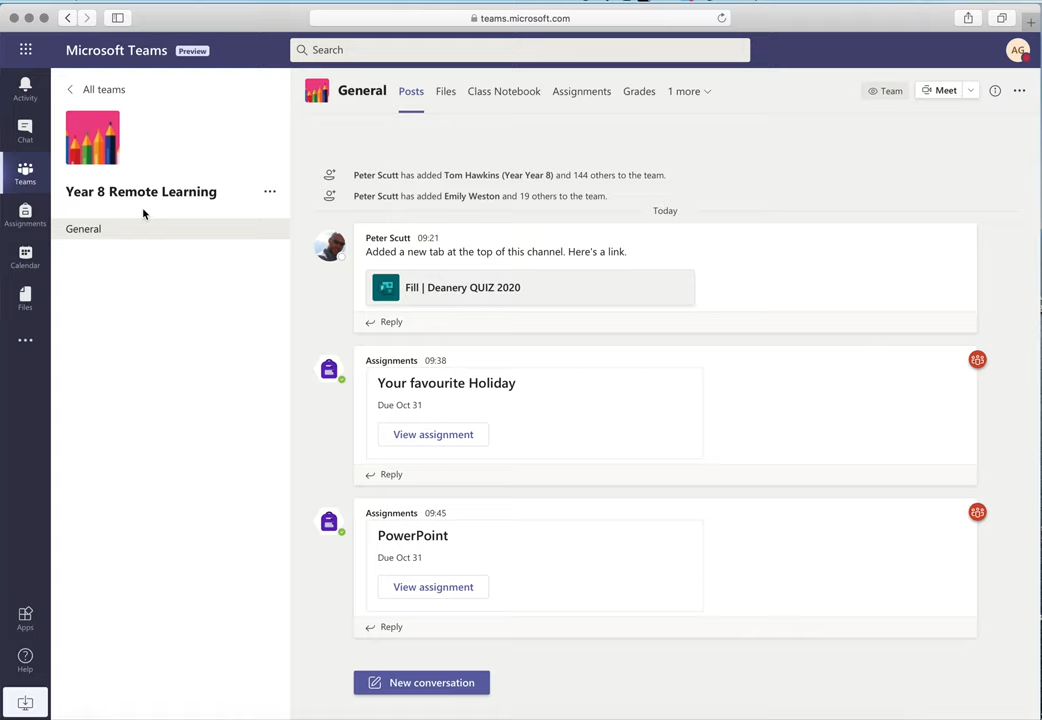 teams.microsoft.com
Microsoft Teams Preview
Search
AG
Activity
Chat
Teams
Assignments
Calendar
Files
Apps
Help
All teams
Year 8 Remote Learning
General
General Posts Files Class Notebook Assignments Grades 1 more
Team Meet
Peter Scutt has added Tom Hawkins (Year Year 8) and 144 others to the team.
Peter Scutt has added Emily Weston and 19 others to the team.
Today
Peter Scutt 09:21
Added a new tab at the top of this channel. Here's a link.
Fill | Deanery QUIZ 2020
Reply
Assignments 09:38
Your favourite Holiday
Due Oct 31
View assignment
Reply
Assignments 09:45
PowerPoint
Due Oct 31
View assignment
Reply
New conversation